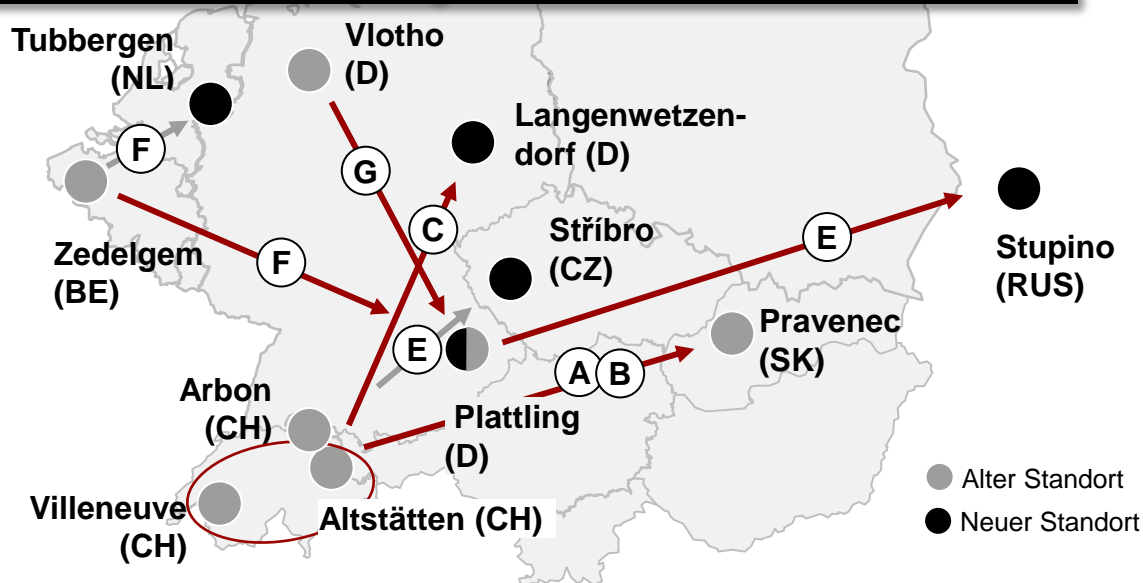 Tubbergen
(NL)
Vlotho
(D)
Langenwetzen-
dorf (D)
F
G
C
Zedelgem
(BE)
F
Stříbro
(CZ)
E
Stupino
(RUS)
Pravenec
(SK)
E
A B
Arbon
(CH)
Plattling
(D)
Villeneuve
(CH)
Altstätten (CH)
Alter Standort
Neuer Standort